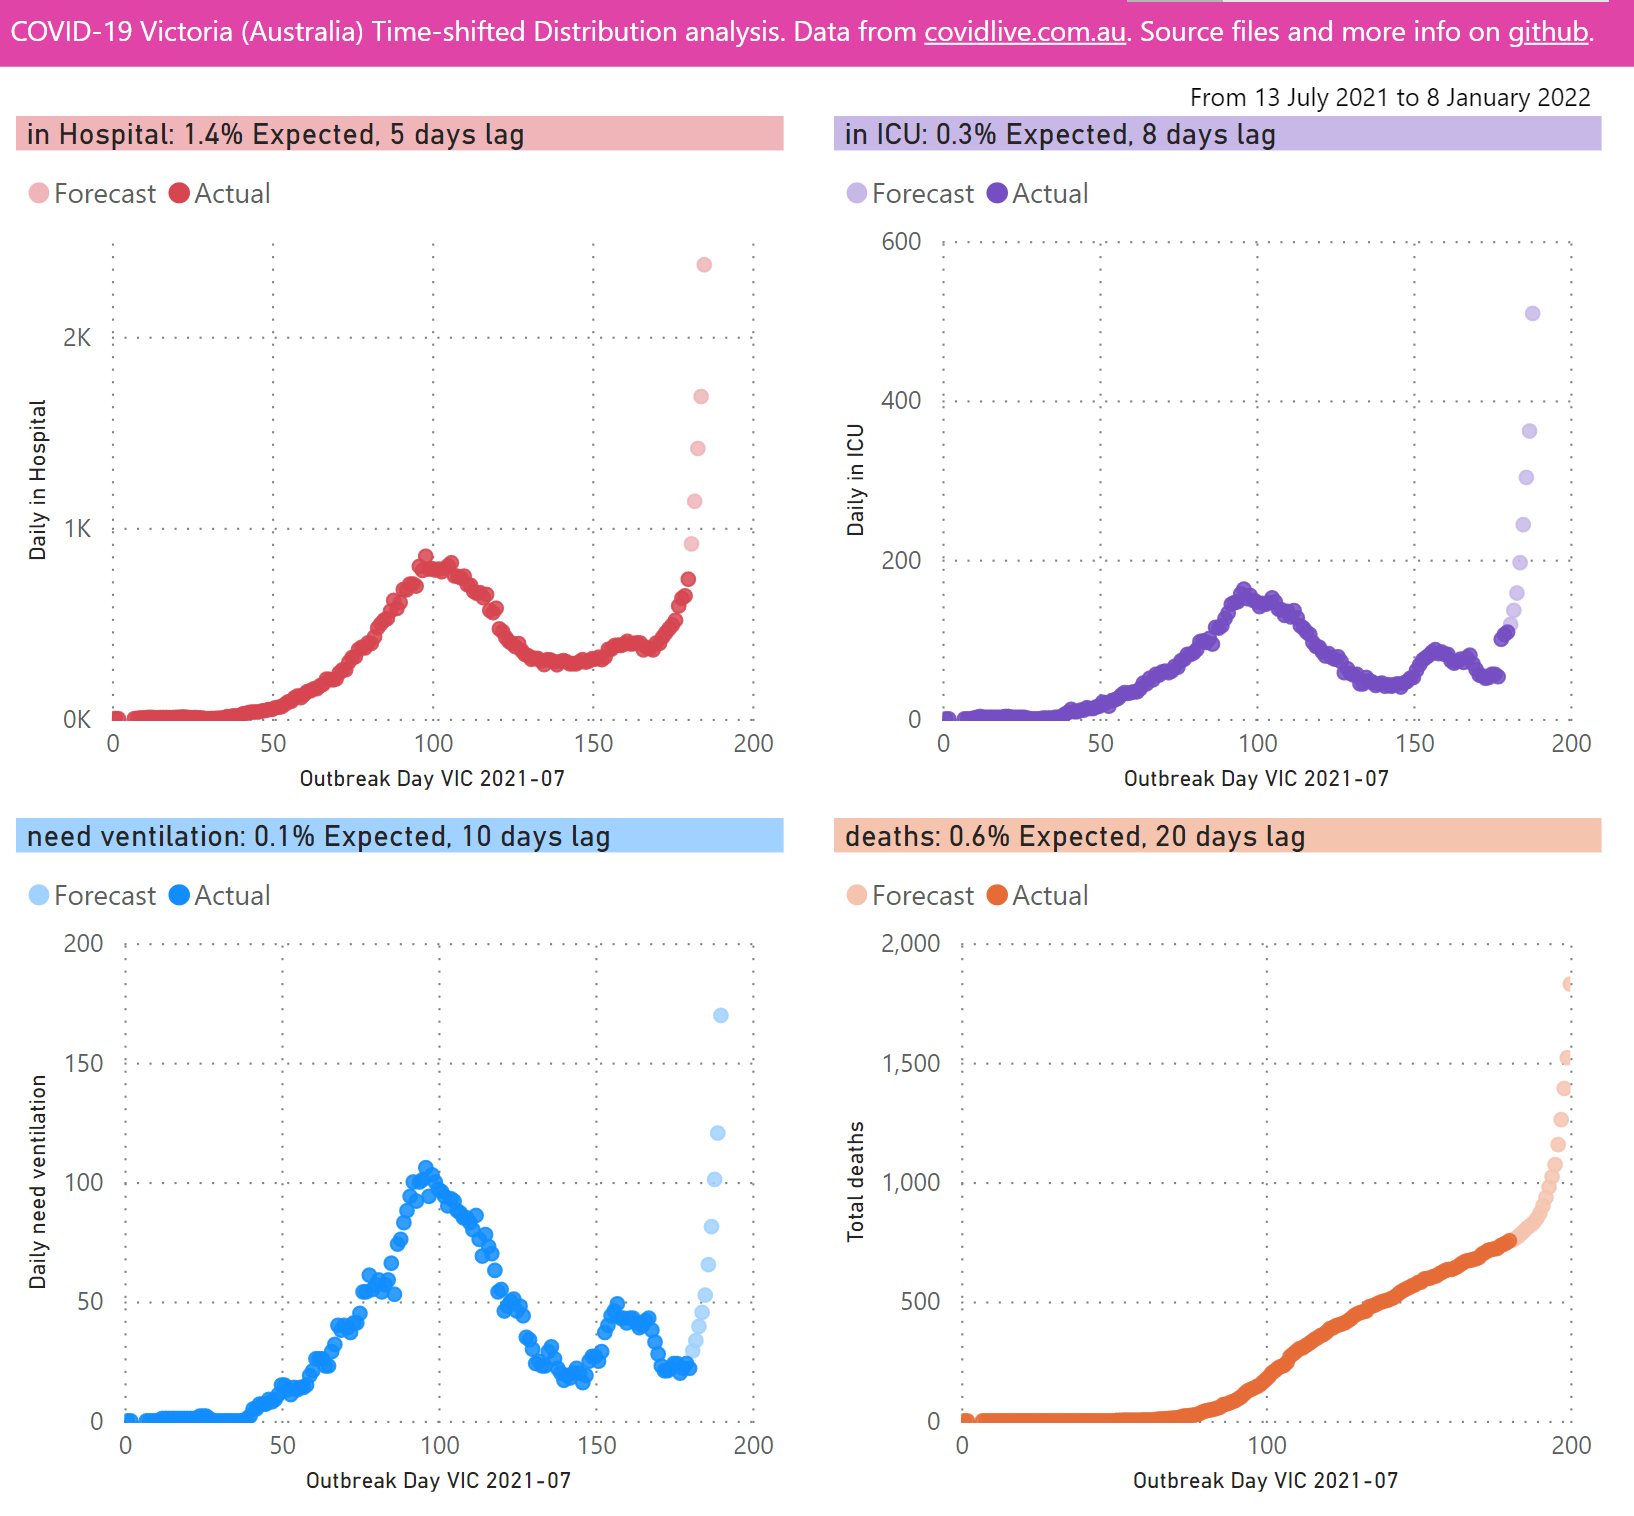 COVID-19 Victoria (Australia) Time-shifted Distribution analysis. Data from covidlive.com.au. Source files and more info on github.
From 13 July 2021 to 8 January 2022
in Hospital: 1.4% Expected, 5 days lag
Forecast Actual
2K
1K
0K
Daily in Hospital
0 50 100 150 200
Outbreak Day VIC 2021-07
in ICU: 0.3% Expected, 8 days lag
Forecast Actual
600
400
200
0
Daily in ICU
0 50 100 150 200
Outbreak Day VIC 2021-07
need ventilation: 0.1% Expected, 10 days lag
Forecast Actual
200
150
100
50
0
Daily need ventilation
0 50 100 150 200
Outbreak Day VIC 2021-07
deaths: 0.6% Expected, 20 days lag
Forecast Actual
2,000
1,500
1,000
500
0
Total deaths
0 100 200
Outbreak Day VIC 2021-07